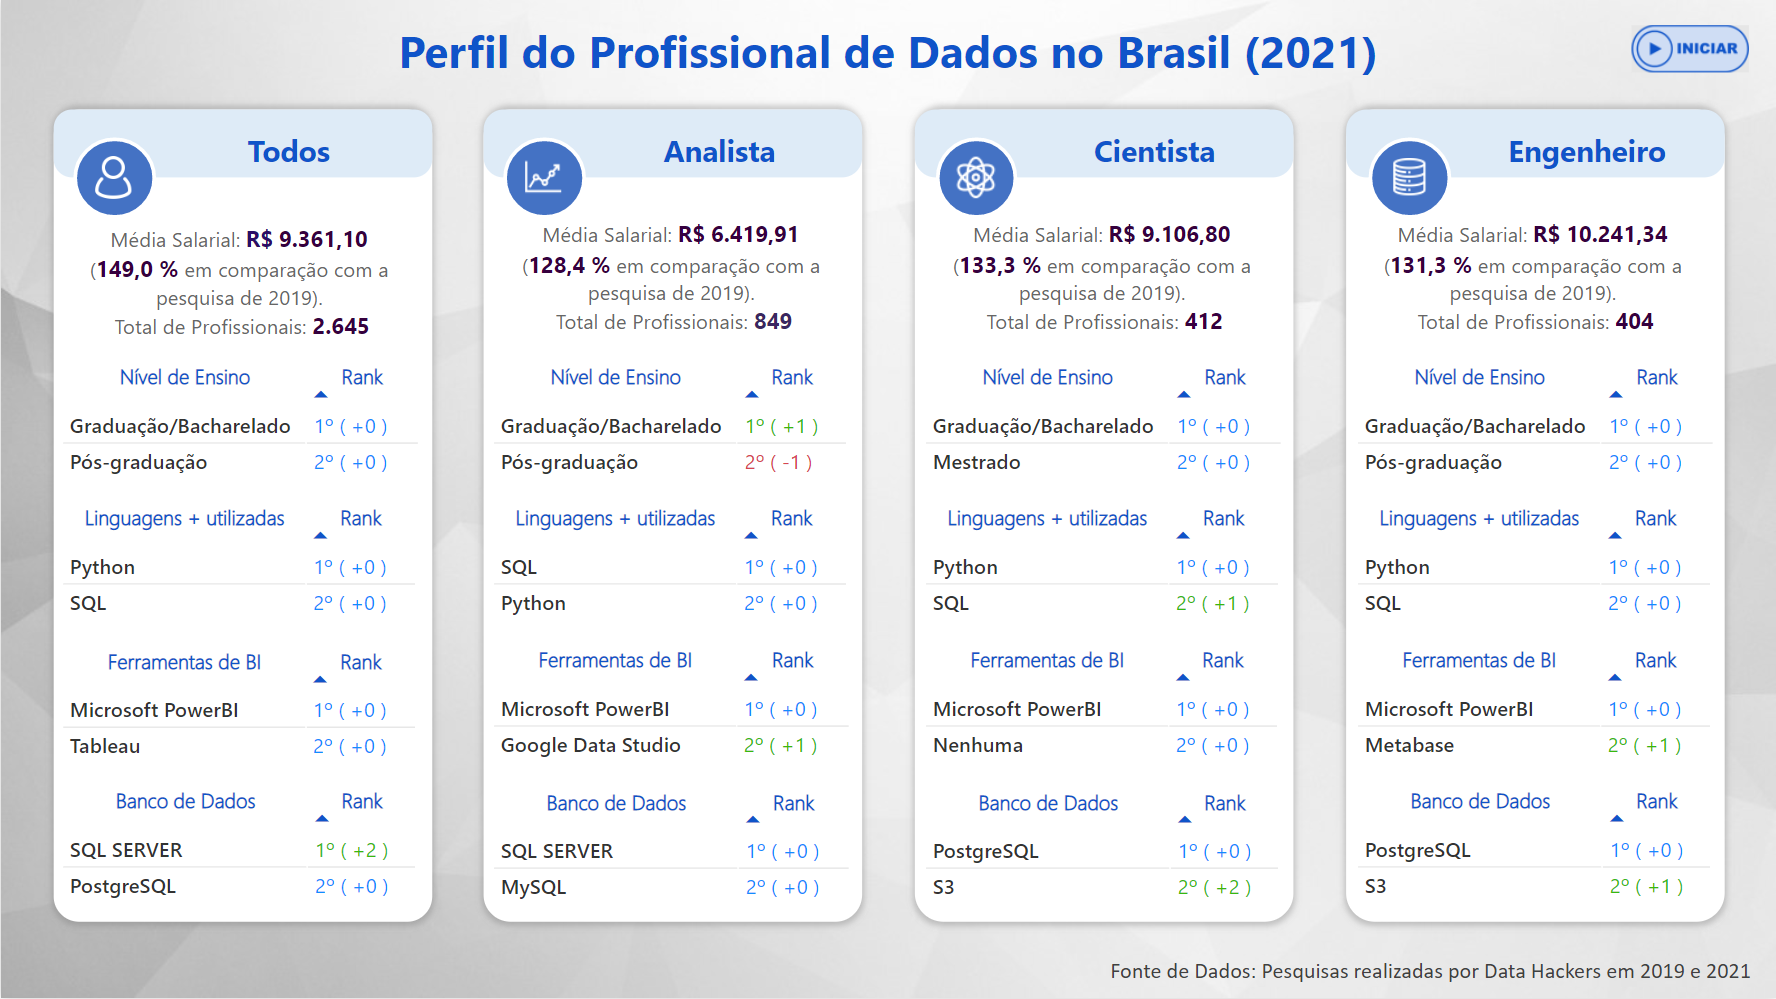 Perfil do Profissional de Dados no Brasil (2021)
INICIAR
Todos
Média Salarial: R$ 9.361,10
(149,0 % em comparação com a
pesquisa de 2019).
Total de Profissionais: 2.645
Nível de Ensino Rank
Graduação/Bacharelado 1º ( +0 )
Pós-graduação 2º ( +0 )
Linguagens + utilizadas Rank
Python 1º ( +0 )
SQL 2º ( +0 )
Ferramentas de BI Rank
Microsoft PowerBI 1º ( +0 )
Tableau 2º ( +0 )
Banco de Dados Rank
SQL SERVER 1º ( +2 )
PostgreSQL 2º ( +0 )
Analista
Média Salarial: R$ 6.419,91
(128,4 % em comparação com a
pesquisa de 2019).
Total de Profissionais: 849
Nível de Ensino Rank
Graduação/Bacharelado 1º ( +1 )
Pós-graduação 2º ( -1 )
Linguagens + utilizadas Rank
SQL 1º ( +0 )
Python 2º ( +0 )
Ferramentas de BI Rank
Microsoft PowerBI 1º ( +0 )
Google Data Studio 2º ( +1 )
Banco de Dados Rank
SQL SERVER 1º ( +0 )
MySQL 2º ( +0 )
Cientista
Média Salarial: R$ 9.106,80
(133,3 % em comparação com a
pesquisa de 2019).
Total de Profissionais: 412
Nível de Ensino Rank
Graduação/Bacharelado 1º ( +0 )
Mestrado 2º ( +0 )
Linguagens + utilizadas Rank
Python 1º ( +0 )
SQL 2º ( +1 )
Ferramentas de BI Rank
Microsoft PowerBI 1º ( +0 )
Nenhuma 2º ( +0 )
Banco de Dados Rank
PostgreSQL 1º ( +0 )
S3 2º ( +2 )
Engenheiro
Média Salarial: R$ 10.241,34
(131,3 % em comparação com a
pesquisa de 2019).
Total de Profissionais: 404
Nível de Ensino Rank
Graduação/Bacharelado 1º ( +0 )
Pós-graduação 2º ( +0 )
Linguagens + utilizadas Rank
Python 1º ( +0 )
SQL 2º ( +0 )
Ferramentas de BI Rank
Microsoft PowerBI 1º ( +0 )
Metabase 2º ( +1 )
Banco de Dados Rank
PostgreSQL 1º ( +0 )
S3 2º ( +1 )
Fonte de Dados: Pesquisas realizadas por Data Hackers em 2019 e 2021